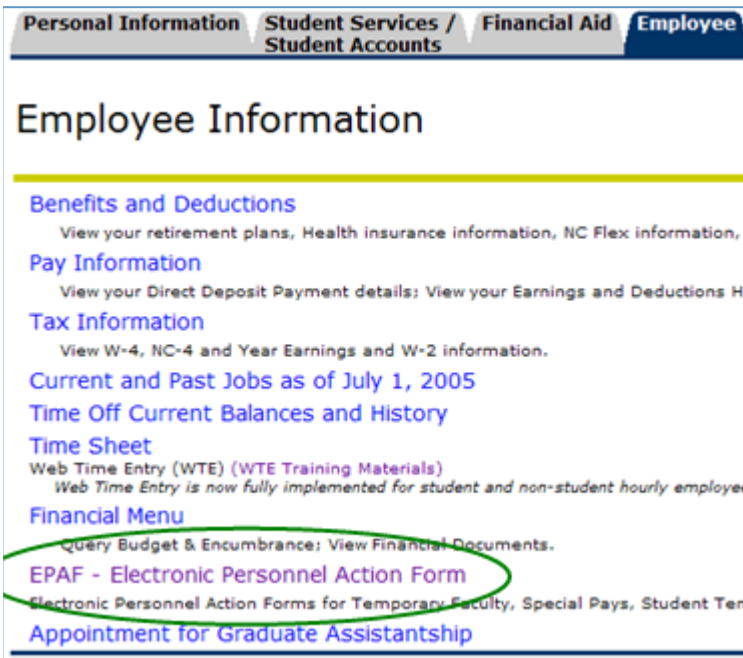 Personal Information
Student Services /
Student Accounts
Financial Aid
Employee
Employee Information
Benefits and Deductions
View your retirement plans, Health insurance information, NC Flex information,
Pay Information
View your Direct Deposit Payment details; View your Earnings and Deductions H
Tax Information
View W-4, NC-4 and Year Earnings and W-2 information.
Current and Past Jobs as of July 1, 2005
Time Off Current Balances and History
Time Sheet
Web Time Entry (WTE) (WTE Training Materials)
Web Time Entry is now fully implemented for student and non-student hourly employee
Financial Menu
Query Budget & Encumbrance; View Financial Documents.
EPAF - Electronic Personnel Action Form
Electronic Personnel Action Forms for Temporary Faculty, Special Pays, Student Ten
Appointment for Graduate Assistantship